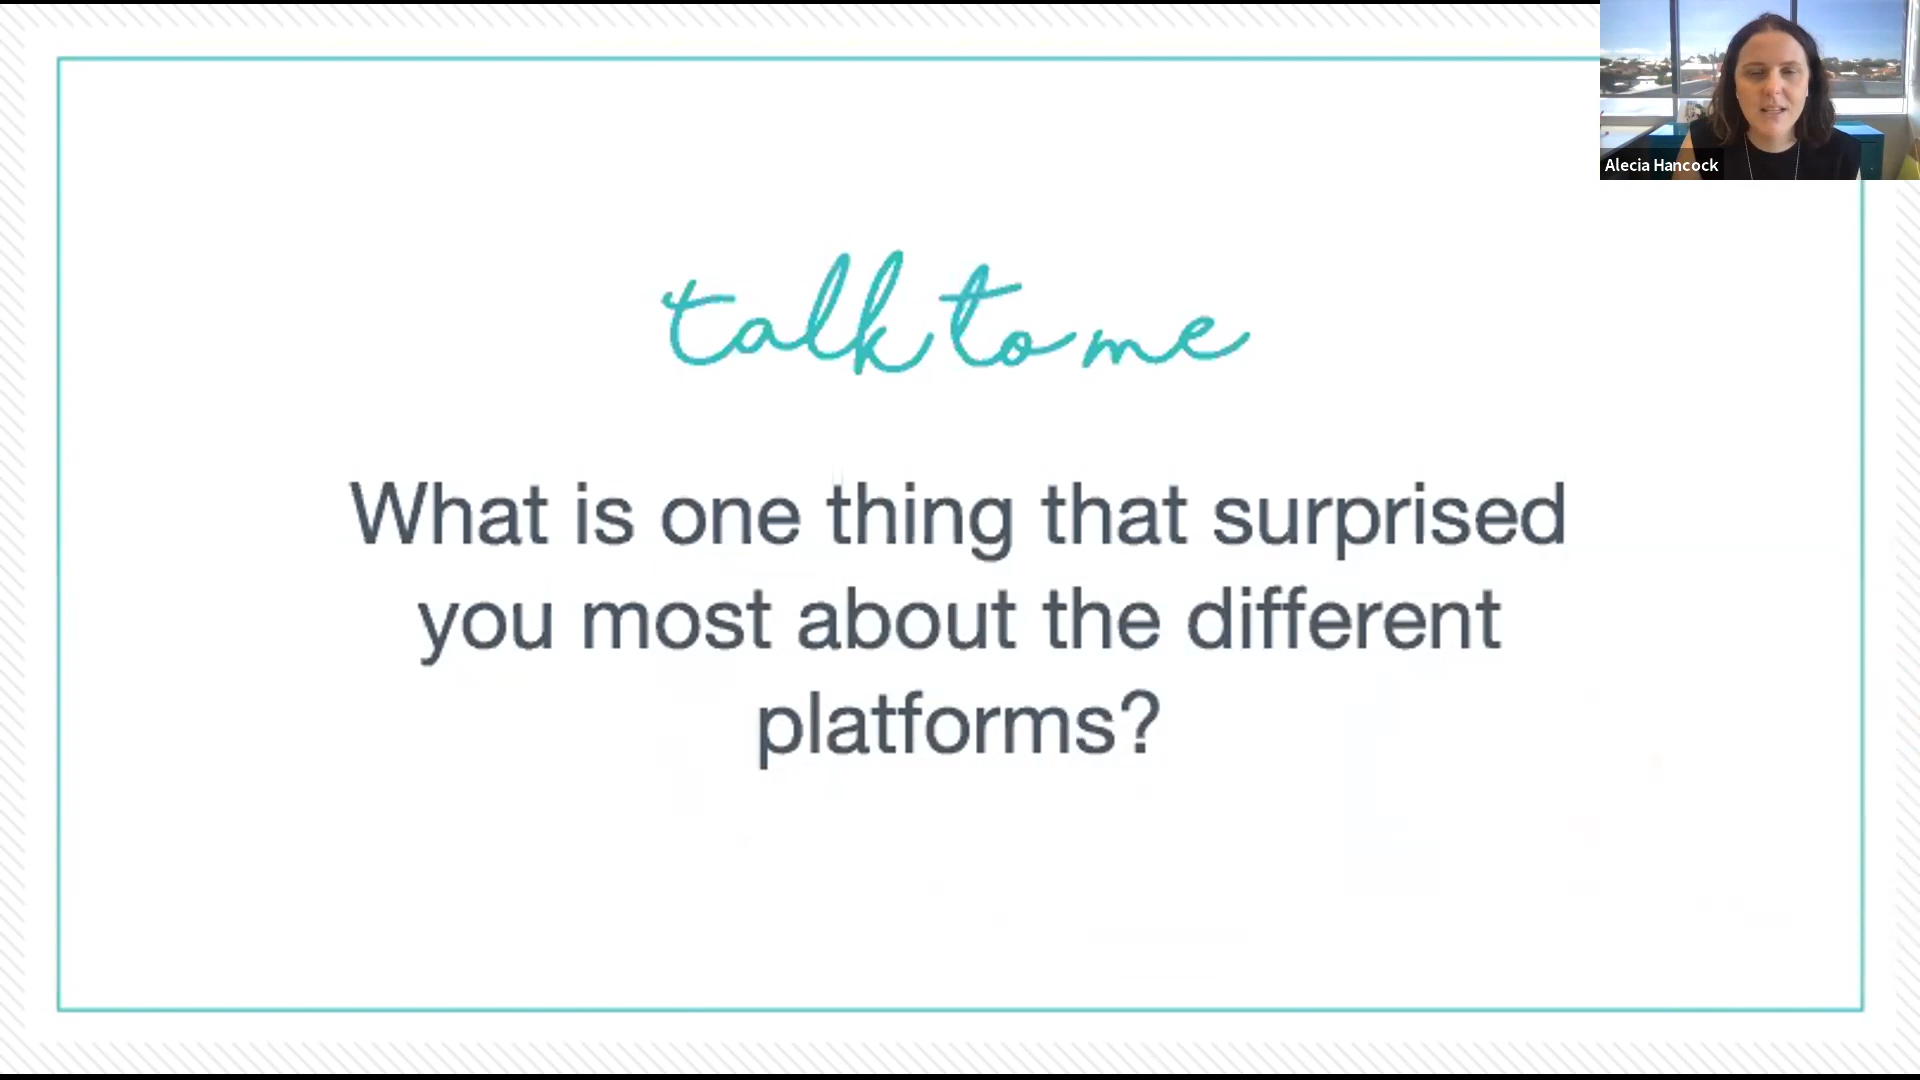 Alecia Hancock
talk to me
What is one thing that surprised
you most about the different
platforms?